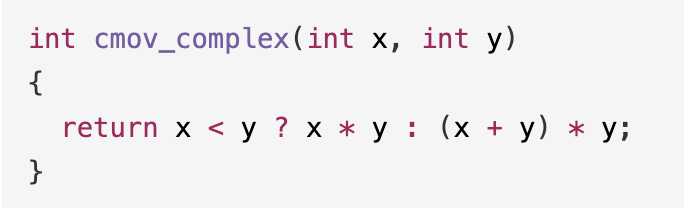 int cmov_complex(int x, int y)
{
  return x < y ? x * y : (x + y) * y;
}